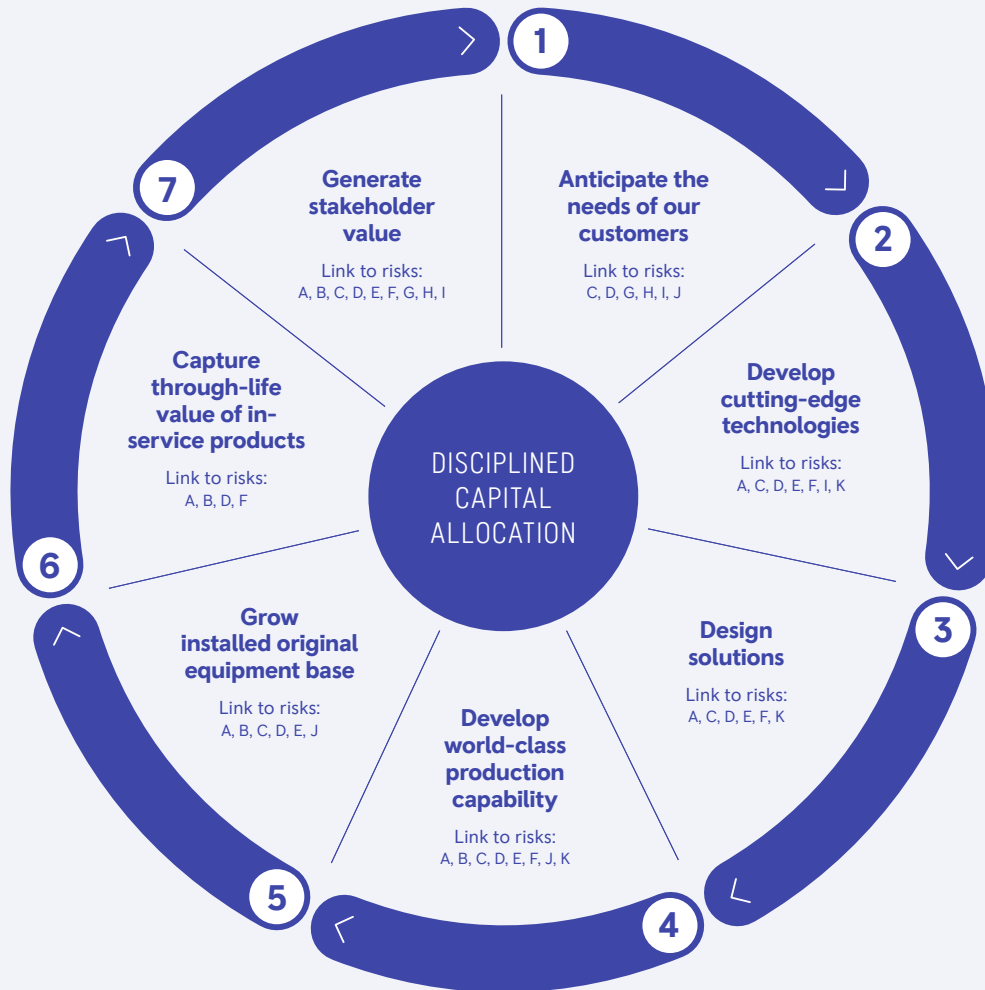 1
Anticipate the
needs of our
customers
Link to risks:
C, D, G, H, I, J
2
Develop
cutting-edge
technologies
Link to risks:
A, C, D, E, F, I, K
3
Design
solutions
Link to risks:
A, C, D, E, F, K
4
Develop
world-class
production
capability
Link to risks:
A, B, C, D, E, F, J, K
5
Grow
installed original
equipment base
Link to risks:
A, B, C, D, E, J
6
Capture
through-life
value of in-
service products
Link to risks:
A, B, D, F
7
Generate
stakeholder
value
Link to risks:
A, B, C, D, E, F, G, H, I
DISCIPLINED
CAPITAL
ALLOCATION